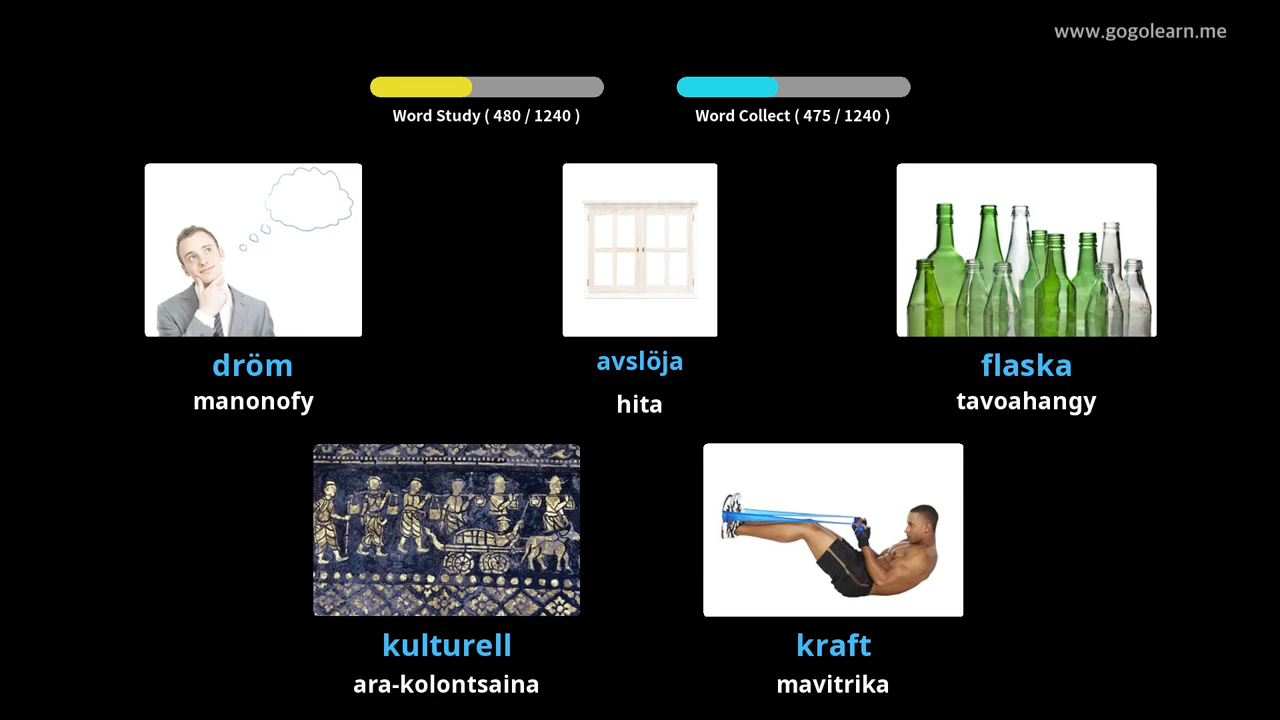 www.gogolearn.me
Word Study ( 480 / 1240 )
Word Collect ( 475 / 1240 )
dröm
manonofy
avslöja
hita
flaska
tavoahangy
kulturell
ara-kolontsaina
kraft
mavitrika